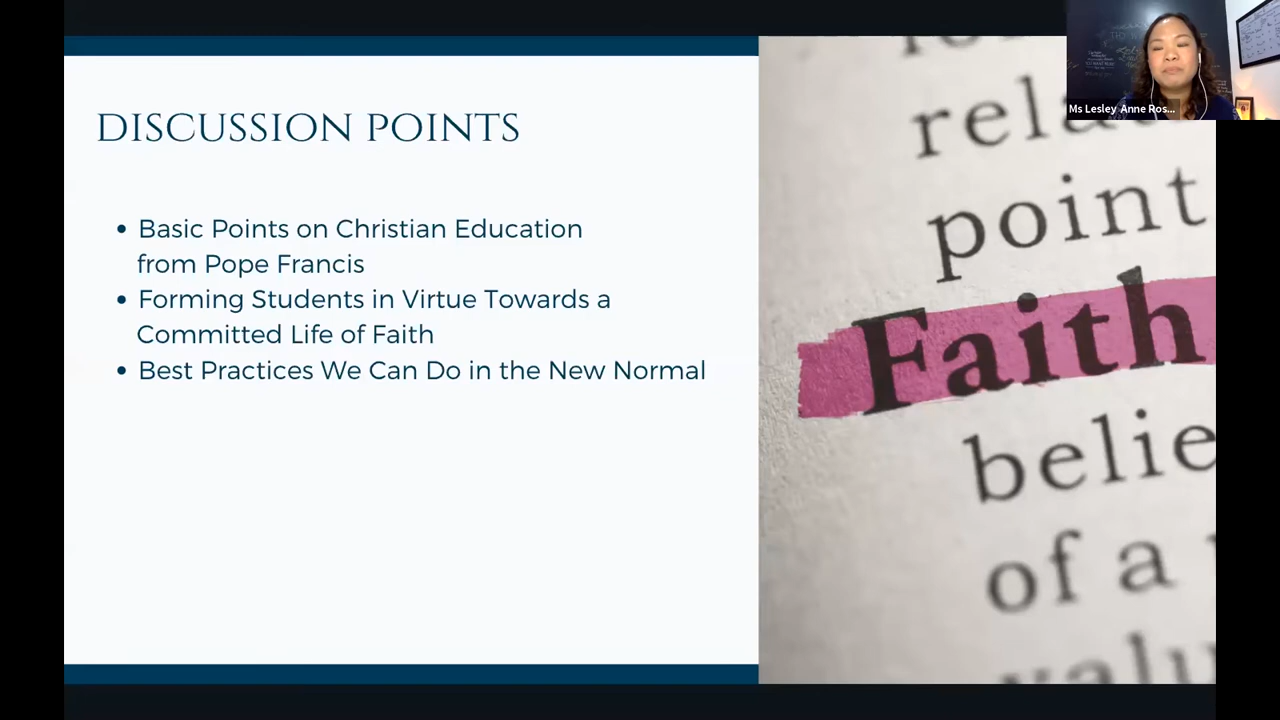 Ms Lesley Anne Ros...
DISCUSSION POINTS
• Basic Points on Christian Education
from Pope Francis
• Forming Students in Virtue Towards a
Committed Life of Faith
• Best Practices We Can Do in the New Normal
point
Faith
of a